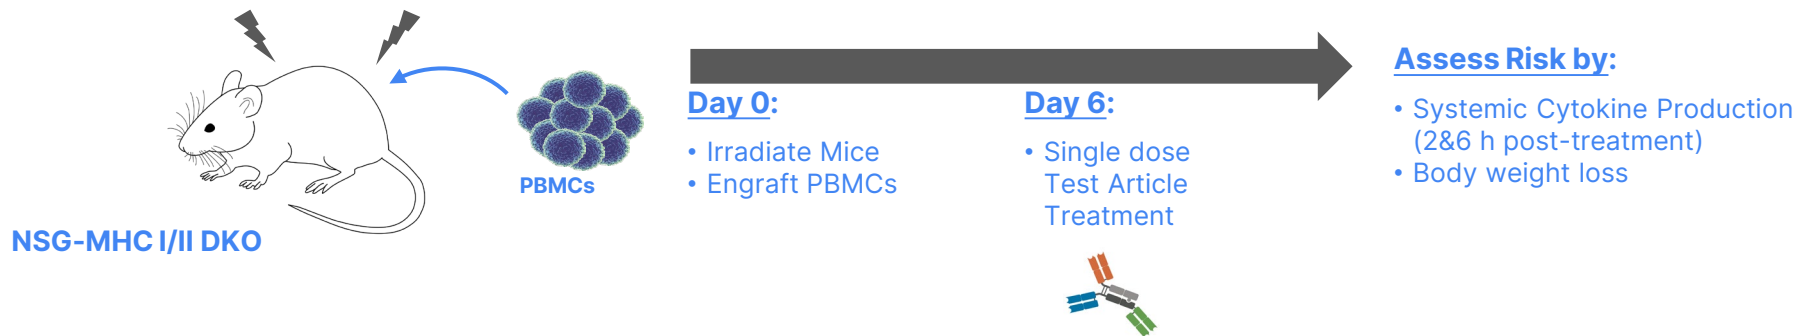 NSG-MHC I/II DKO
PBMCs
Day 0:
• Irradiate Mice
• Engraft PBMCs
Day 6:
• Single dose
Test Article
Treatment
Assess Risk by:
• Systemic Cytokine Production
(2&6 h post-treatment)
• Body weight loss